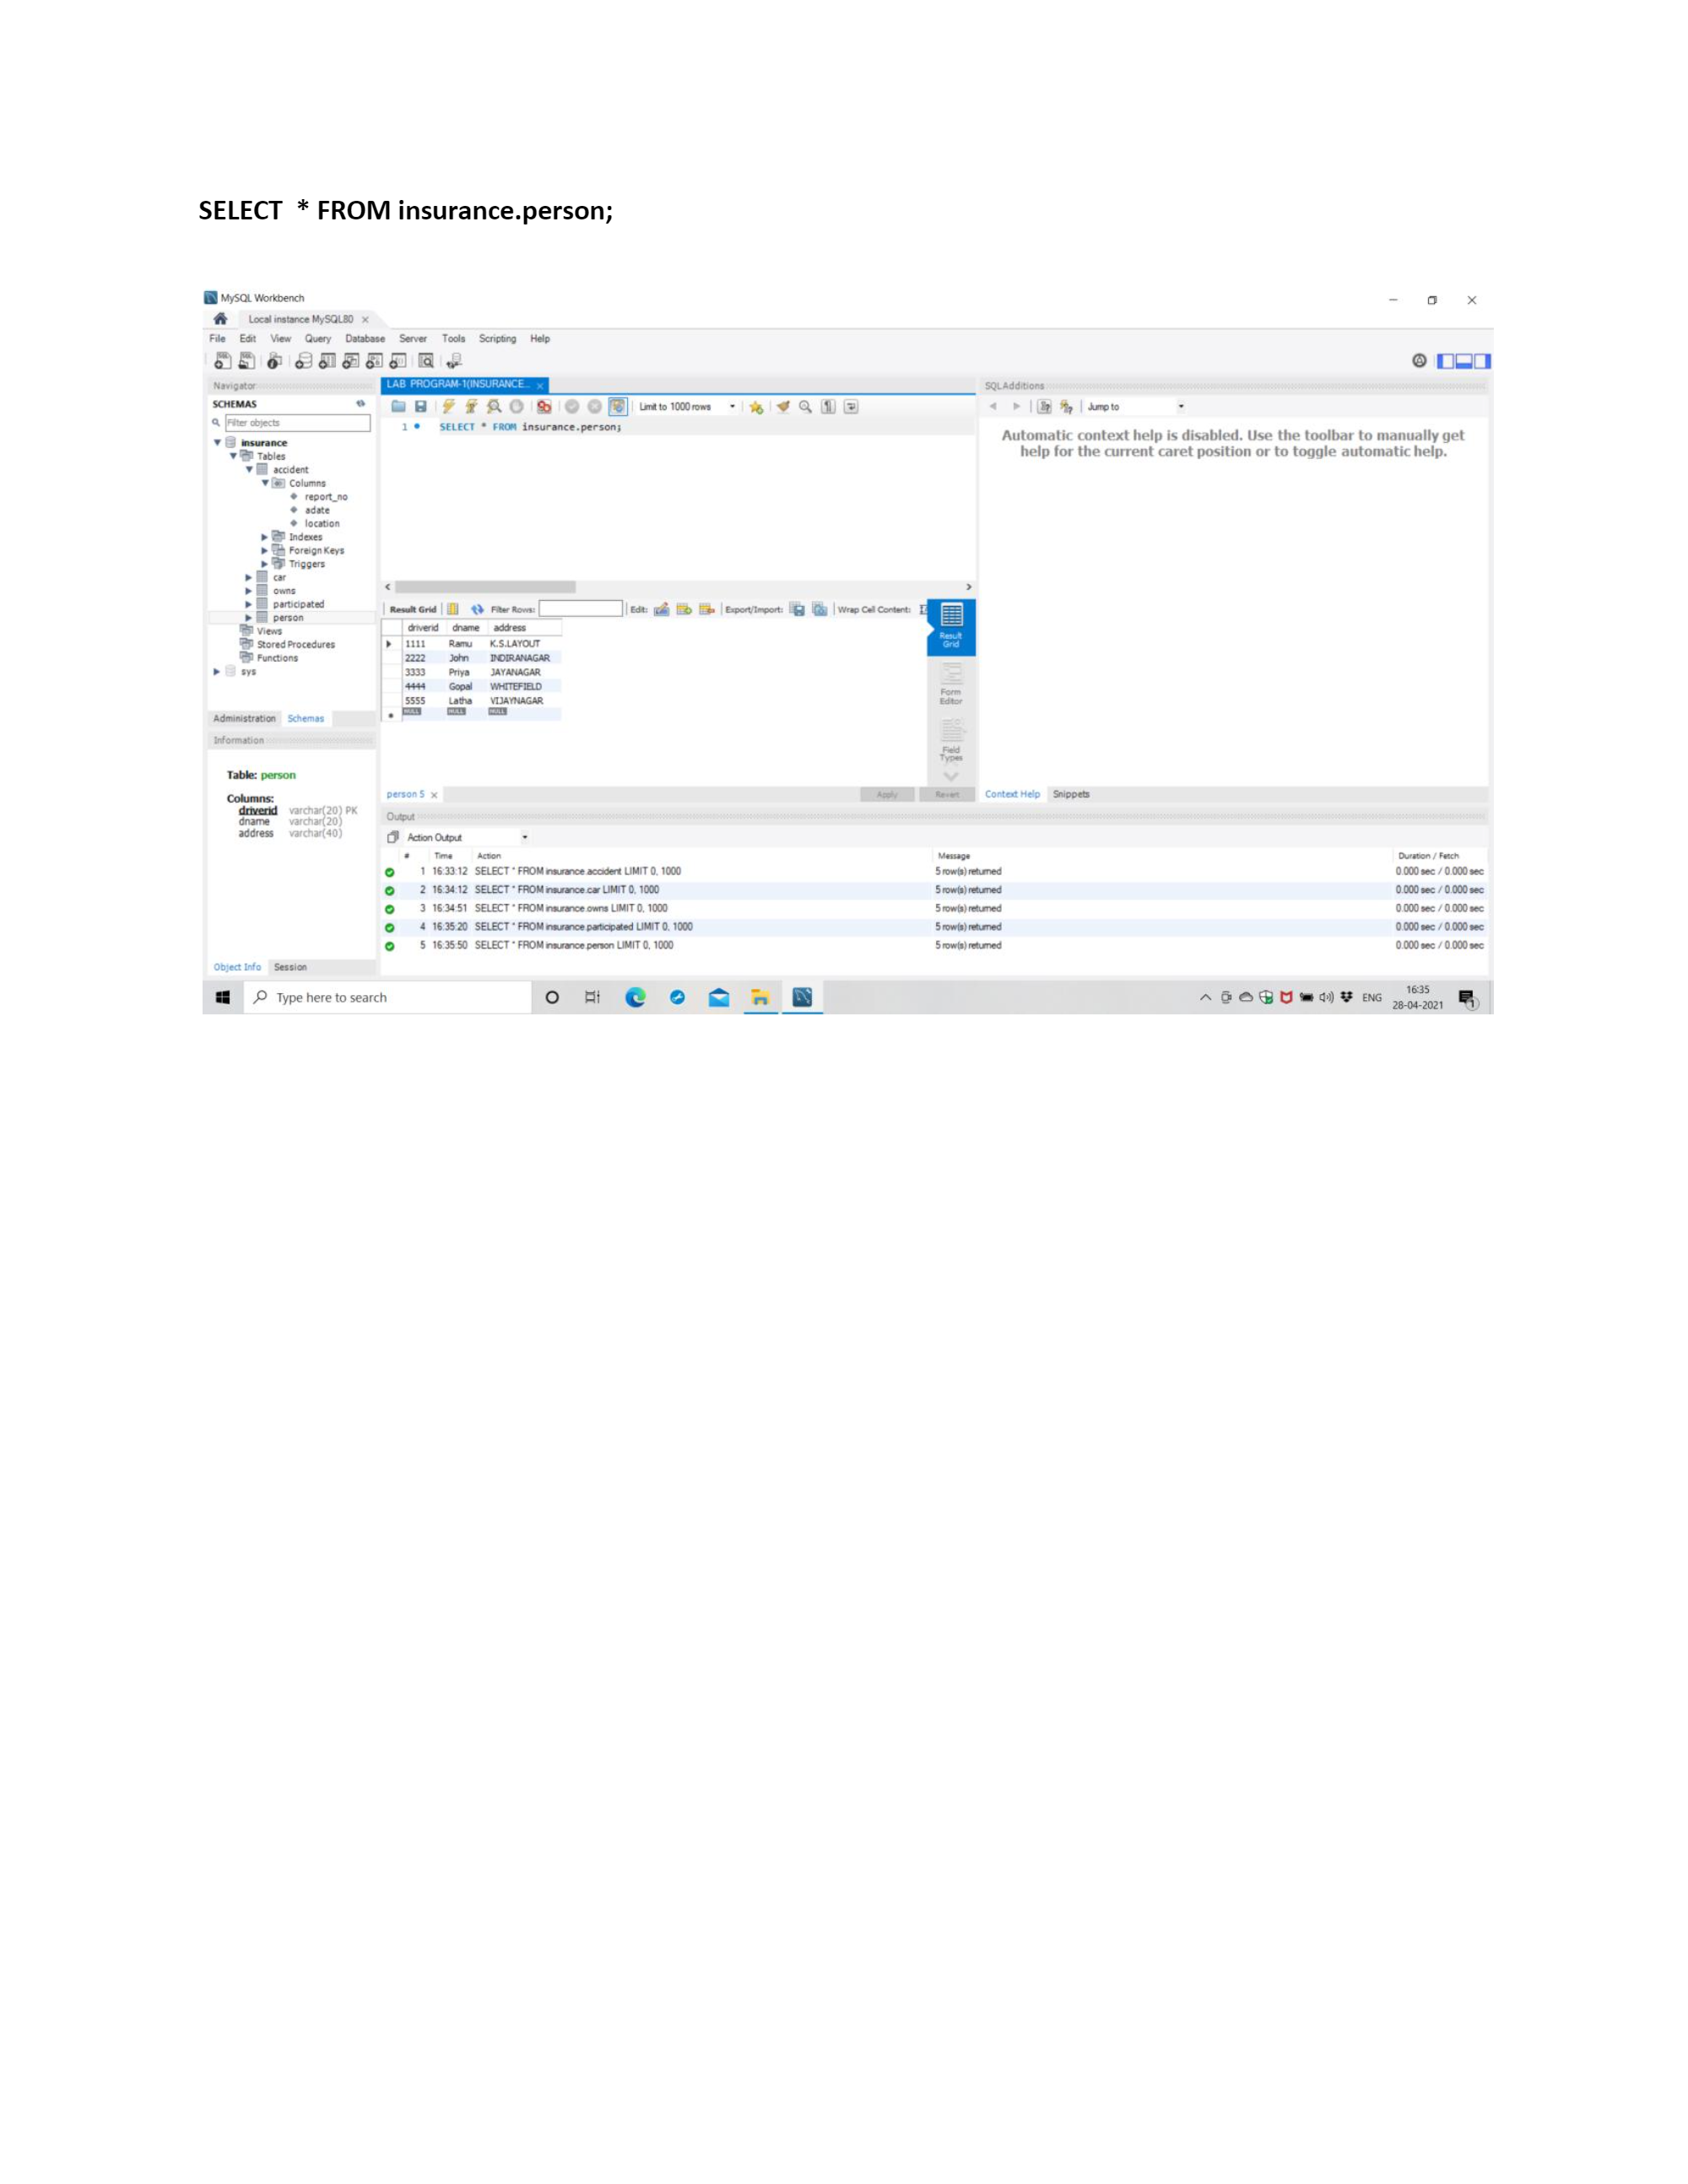 SELECT  * FROM insurance.person;
MySQL Workbench
Local instance MySQL80
File Edit View Query Database Server Tools Scripting Help
Navigator
SCHEMAS
Filter objects
insurance
Tables
accident
Columns
report_no
adate
location
Indexes
Foreign Keys
Triggers
car
owns
participated
person
Views
Stored Procedures
Functions
sys
Administration Schemas
Information
Table: person
Columns:
driverid varchar(20) PK
dname varchar(20)
address varchar(40)
Object Info Session
LAB PROGRAM-1(INSURANCE...
Limit to 1000 rows
1 SELECT * FROM insurance.person;
Result Grid Filter Rows: Edit: Export/Import: Wrap Cell Content:
driverid dname address
1111 Ramu K.S.LAYOUT
2222 John INDIRANAGAR
3333 Priya JAYANAGAR
4444 Gopal WHITEFIELD
5555 Latha VIJAYNAGAR
NULL NULL NULL
Result Grid
Form Editor
Field Types
person 5
Apply Revert
SQLAdditions
Jump to
Automatic context help is disabled. Use the toolbar to manually get
help for the current caret position or to toggle automatic help.
Context Help Snippets
Output
Action Output
# Time Action Message Duration / Fetch
1 16:33:12 SELECT * FROM insurance.accident LIMIT 0, 1000 5 row(s) returned 0.000 sec / 0.000 sec
2 16:34:12 SELECT * FROM insurance.car LIMIT 0, 1000 5 row(s) returned 0.000 sec / 0.000 sec
3 16:34:51 SELECT * FROM insurance.owns LIMIT 0, 1000 5 row(s) returned 0.000 sec / 0.000 sec
4 16:35:20 SELECT * FROM insurance.participated LIMIT 0, 1000 5 row(s) returned 0.000 sec / 0.000 sec
5 16:35:50 SELECT * FROM insurance.person LIMIT 0, 1000 5 row(s) returned 0.000 sec / 0.000 sec
Type here to search
ENG
16:35
28-04-2021
1